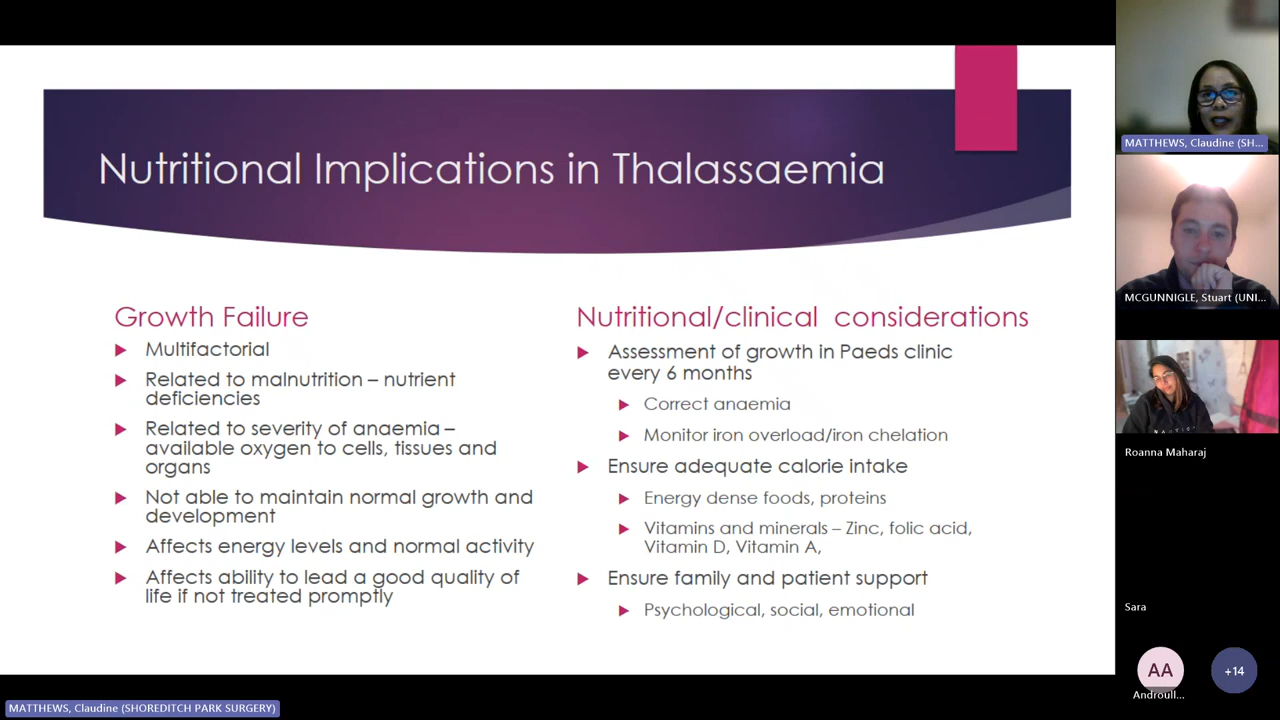 Nutritional Implications in Thalassaemia
Growth Failure
Multifactorial
Related to malnutrition – nutrient
deficiencies
Related to severity of anaemia –
available oxygen to cells, tissues and
organs
Not able to maintain normal growth and
development
Affects energy levels and normal activity
Affects ability to lead a good quality of
life if not treated promptly
Nutritional/clinical considerations
Assessment of growth in Paeds clinic
every 6 months
Correct anaemia
Monitor iron overload/iron chelation
Ensure adequate calorie intake
Energy dense foods, proteins
Vitamins and minerals – Zinc, folic acid,
Vitamin D, Vitamin A,
Ensure family and patient support
Psychological, social, emotional
MATTHEWS, Claudine (SH...
MCGUNNIGLE, Stuart (UNI...
Roanna Maharaj
Sara
AA
Androull...
+14
MATTHEWS, Claudine (SHOREDITCH PARK SURGERY)